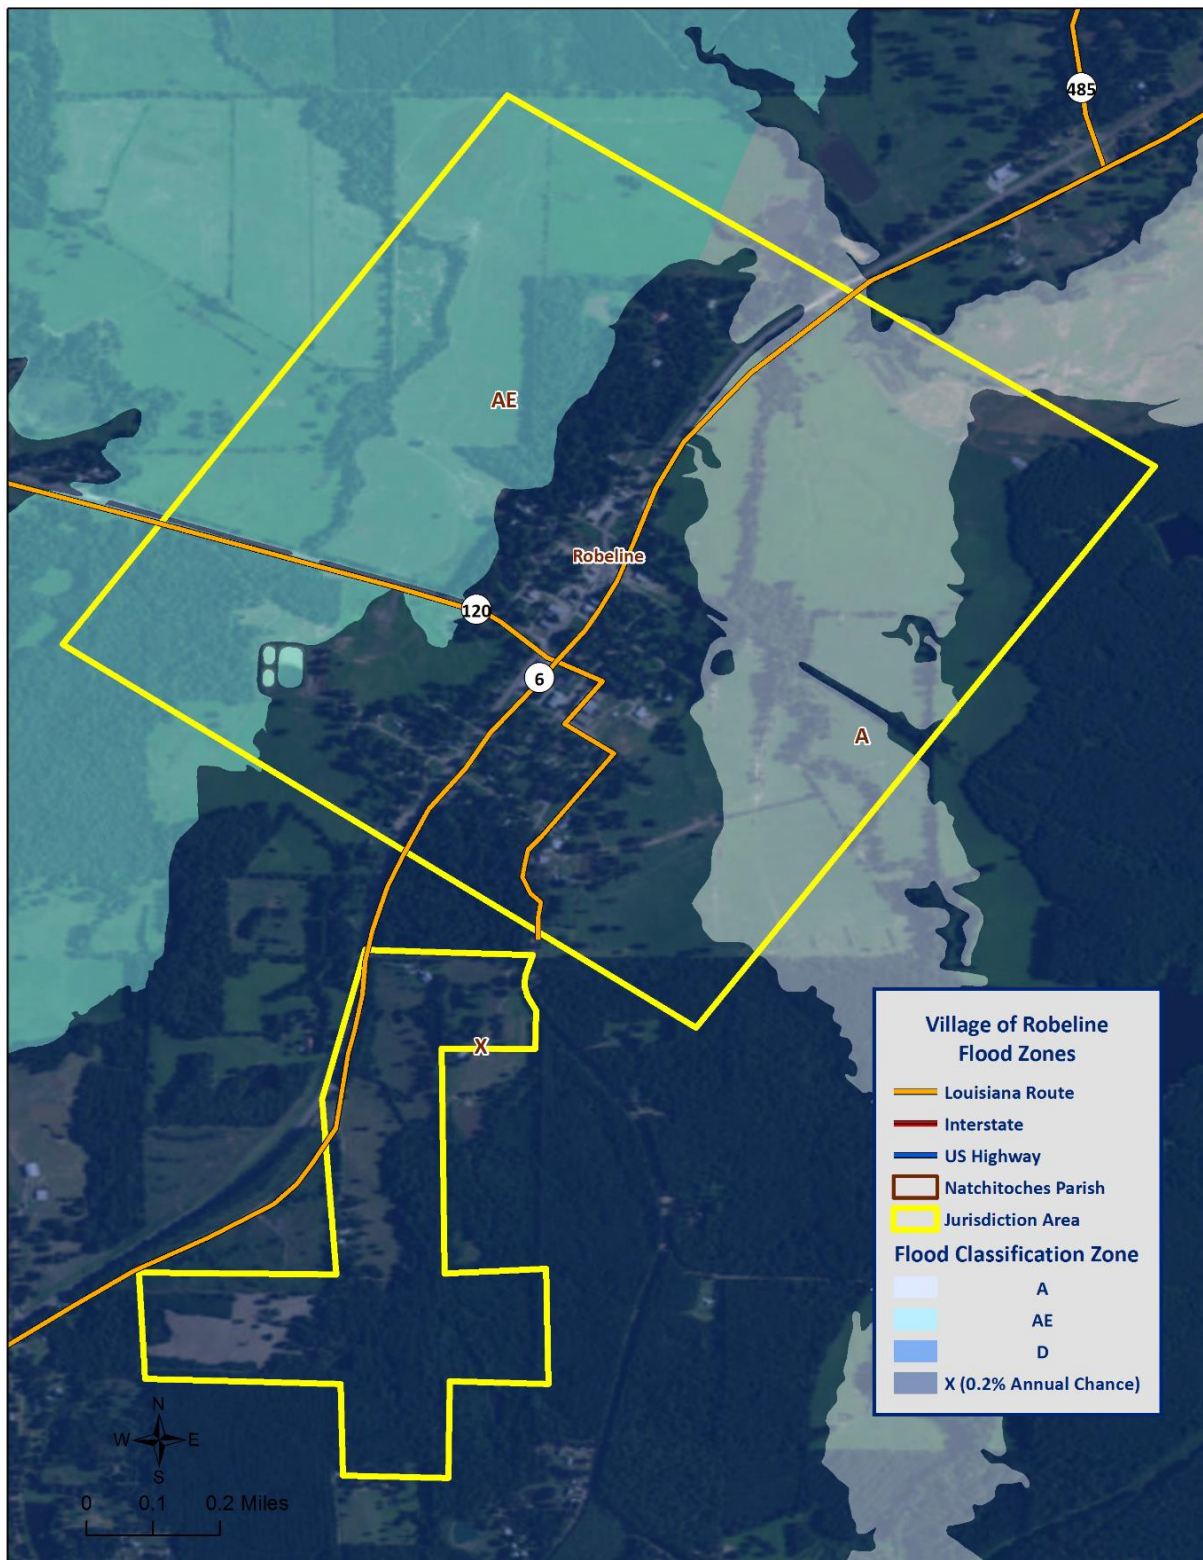 485
AE
Robeline
120
6
A
X
Village of Robeline
Flood Zones
Louisiana Route
Interstate
US Highway
Natchitoches Parish
Jurisdiction Area
Flood Classification Zone
A
AE
D
X (0.2% Annual Chance)
N
W E
S
0 0.1 0.2 Miles